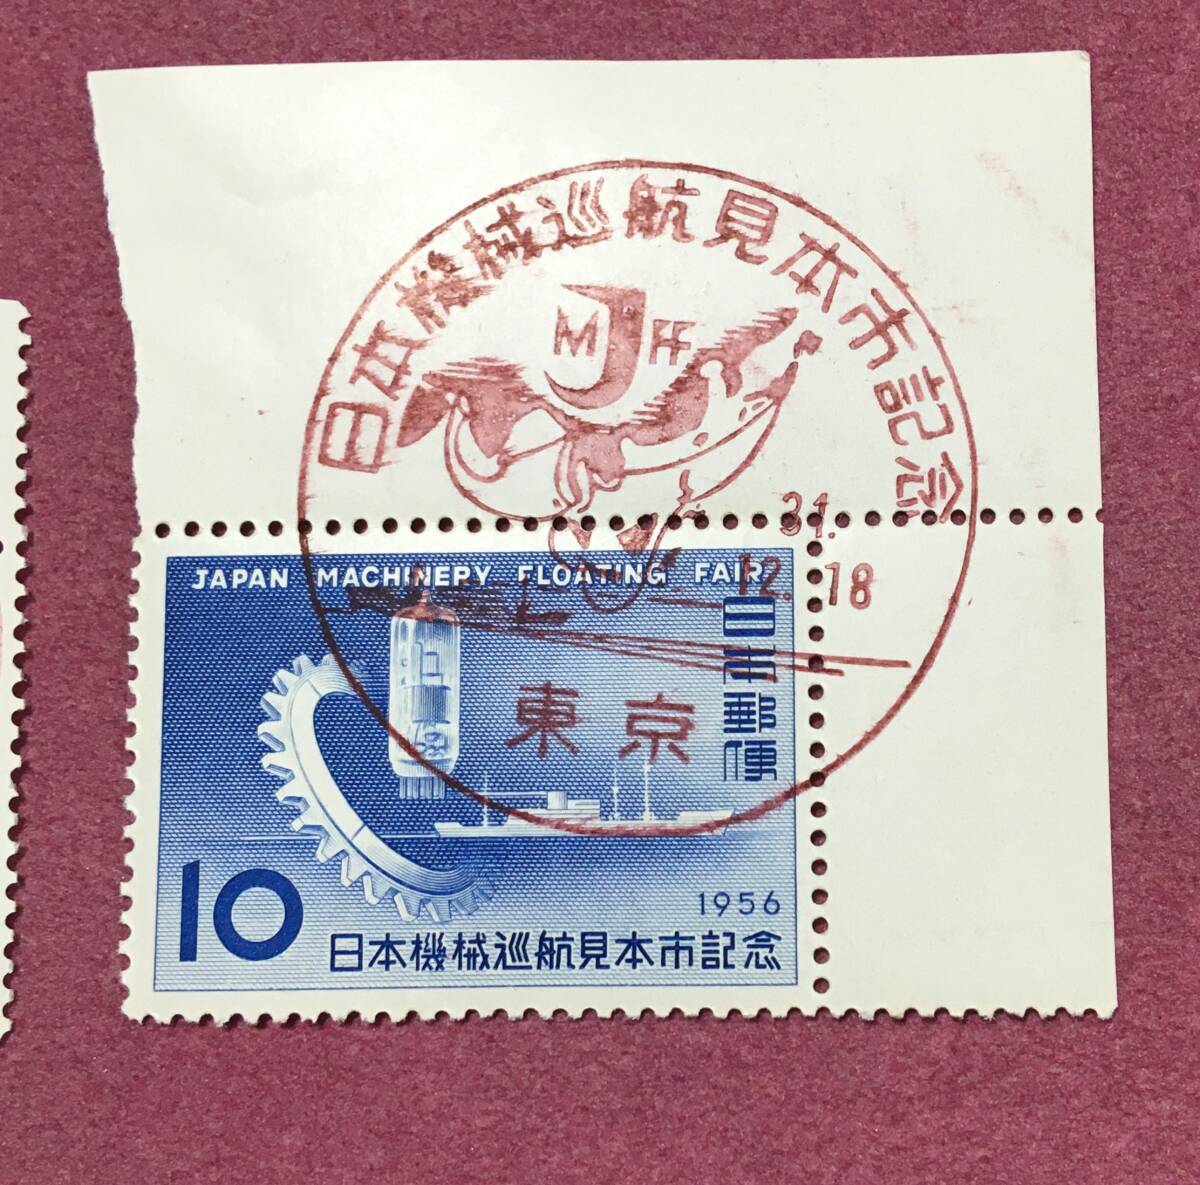 日本機械巡航見本市記念
M J FF
31.
12.18
JAPAN MACHINERY FLOATING FAIR
日本郵便
東京
1956
10
日本機械巡航見本市記念